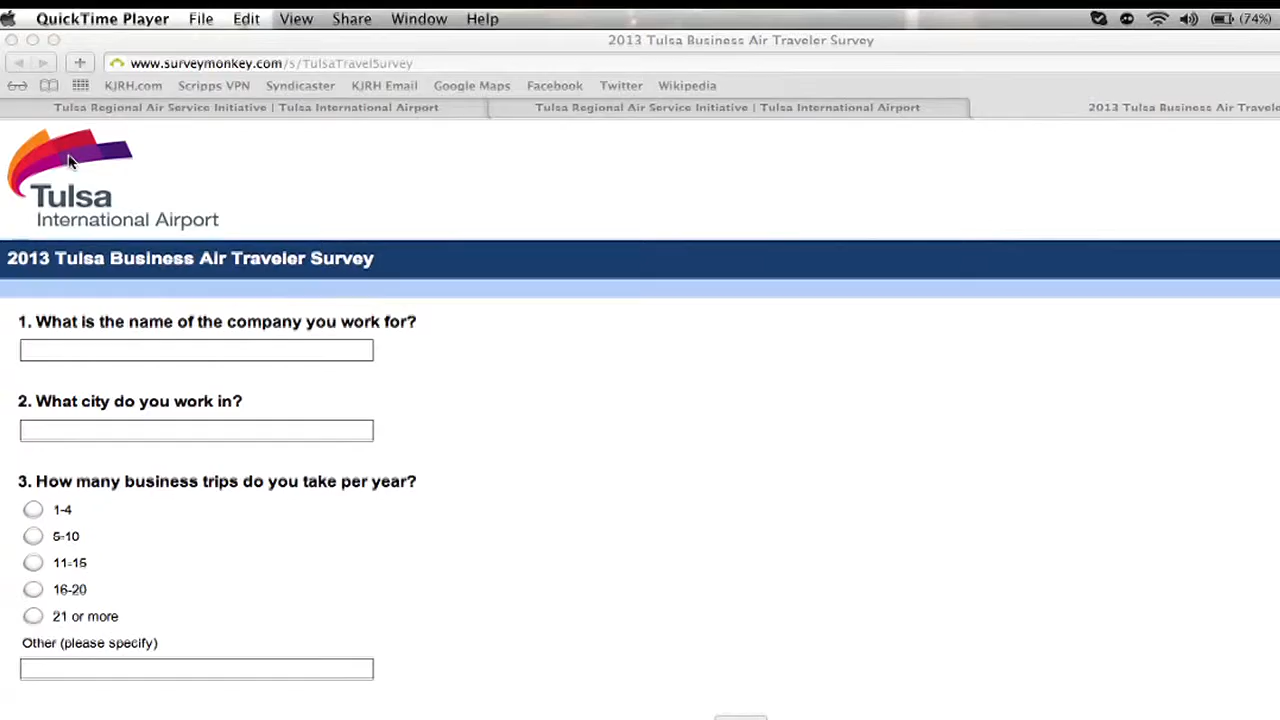 QuickTime Player File Edit View Share Window Help (74%)
2013 Tulsa Business Air Traveler Survey
www.surveymonkey.com/s/TulsaTravelSurvey
KJRH.com Scripps VPN Syndicaster KJRH Email Google Maps Facebook Twitter Wikipedia
Tulsa Regional Air Service Initiative | Tulsa International Airport Tulsa Regional Air Service Initiative | Tulsa International Airport 2013 Tulsa Business Air Travele
Tulsa
International Airport
2013 Tulsa Business Air Traveler Survey
1. What is the name of the company you work for?
2. What city do you work in?
3. How many business trips do you take per year?
1-4
5-10
11-15
16-20
21 or more
Other (please specify)